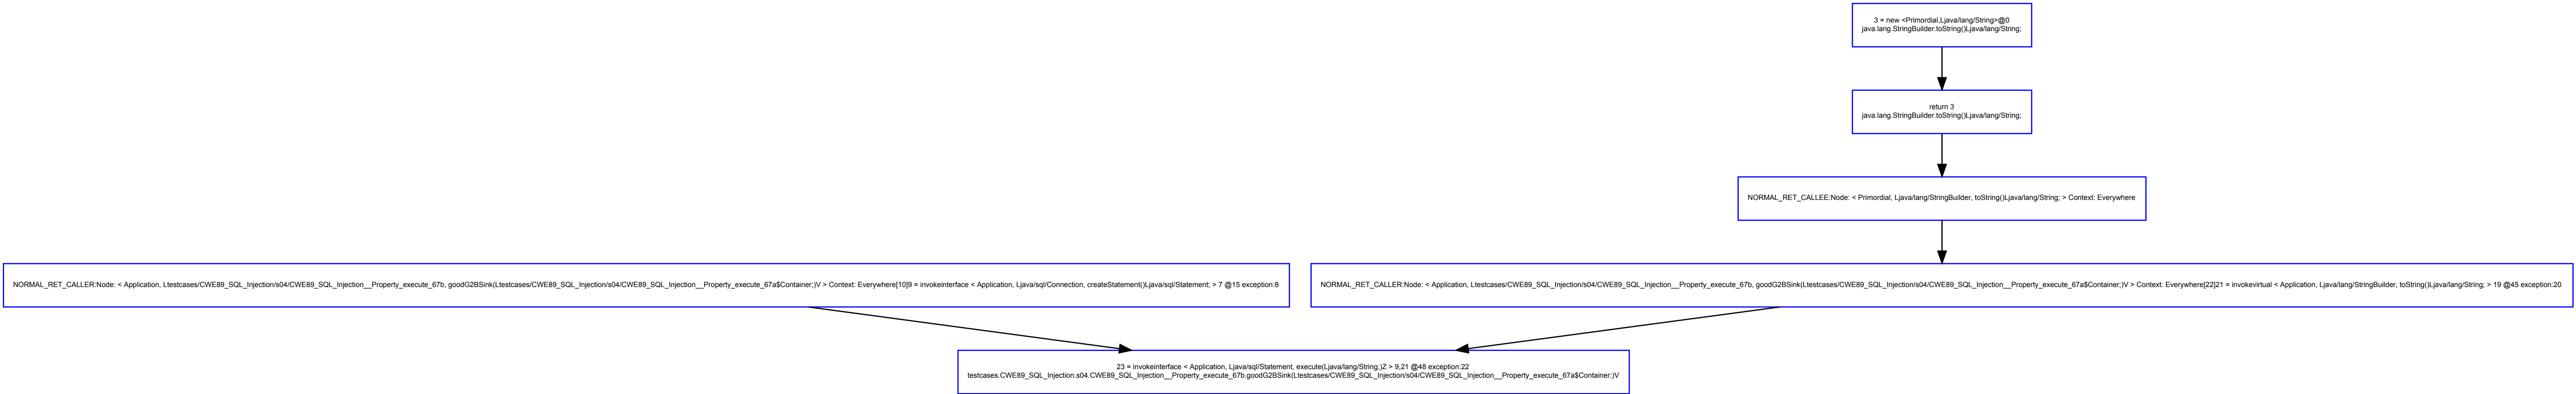 3 = new <Primordial,Ljava/lang/String>@0
java.lang.StringBuilder.toString()Ljava/lang/String;
return 3
java.lang.StringBuilder.toString()Ljava/lang/String;
NORMAL_RET_CALLEE:Node: < Primordial, Ljava/lang/StringBuilder, toString()Ljava/lang/String; > Context: Everywhere
NORMAL_RET_CALLER:Node: < Application, Ltestcases/CWE89_SQL_Injection/s04/CWE89_SQL_Injection__Property_execute_67b, goodG2BSink(Ltestcases/CWE89_SQL_Injection/s04/CWE89_SQL_Injection__Property_execute_67a$Container;)V > Context: Everywhere[10]9 = invokeinterface < Application, Ljava/sql/Connection, createStatement()Ljava/sql/Statement; > 7 @15 exception:8
NORMAL_RET_CALLER:Node: < Application, Ltestcases/CWE89_SQL_Injection/s04/CWE89_SQL_Injection__Property_execute_67b, goodG2BSink(Ltestcases/CWE89_SQL_Injection/s04/CWE89_SQL_Injection__Property_execute_67a$Container;)V > Context: Everywhere[22]21 = invokevirtual < Application, Ljava/lang/StringBuilder, toString()Ljava/lang/String; > 19 @45 exception:20
23 = invokeinterface < Application, Ljava/sql/Statement, execute(Ljava/lang/String;)Z > 9,21 @48 exception:22
testcases.CWE89_SQL_Injection.s04.CWE89_SQL_Injection__Property_execute_67b.goodG2BSink(Ltestcases/CWE89_SQL_Injection/s04/CWE89_SQL_Injection__Property_execute_67a$Container;)V